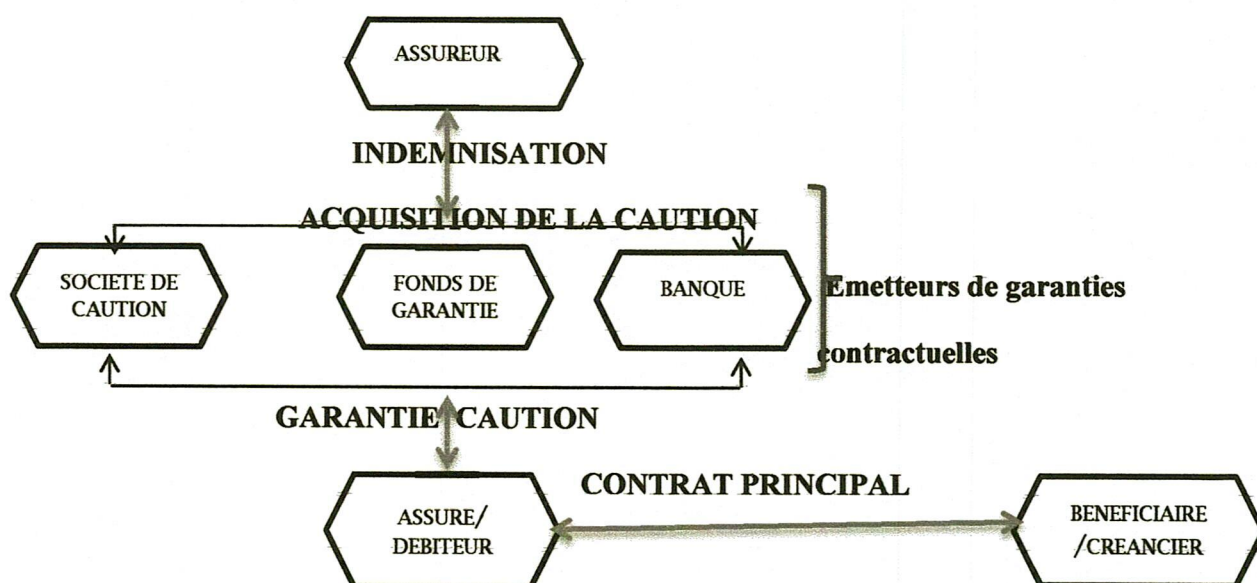 ASSUREUR
INDEMNISATION
ACQUISITION DE LA CAUTION
SOCIETE DE
CAUTION
FONDS DE
GARANTIE
BANQUE
Emetteurs de garanties
contractuelles
GARANTIE CAUTION
CONTRAT PRINCIPAL
ASSURE/
DEBITEUR
BENEFICIAIRE
/CREANCIER